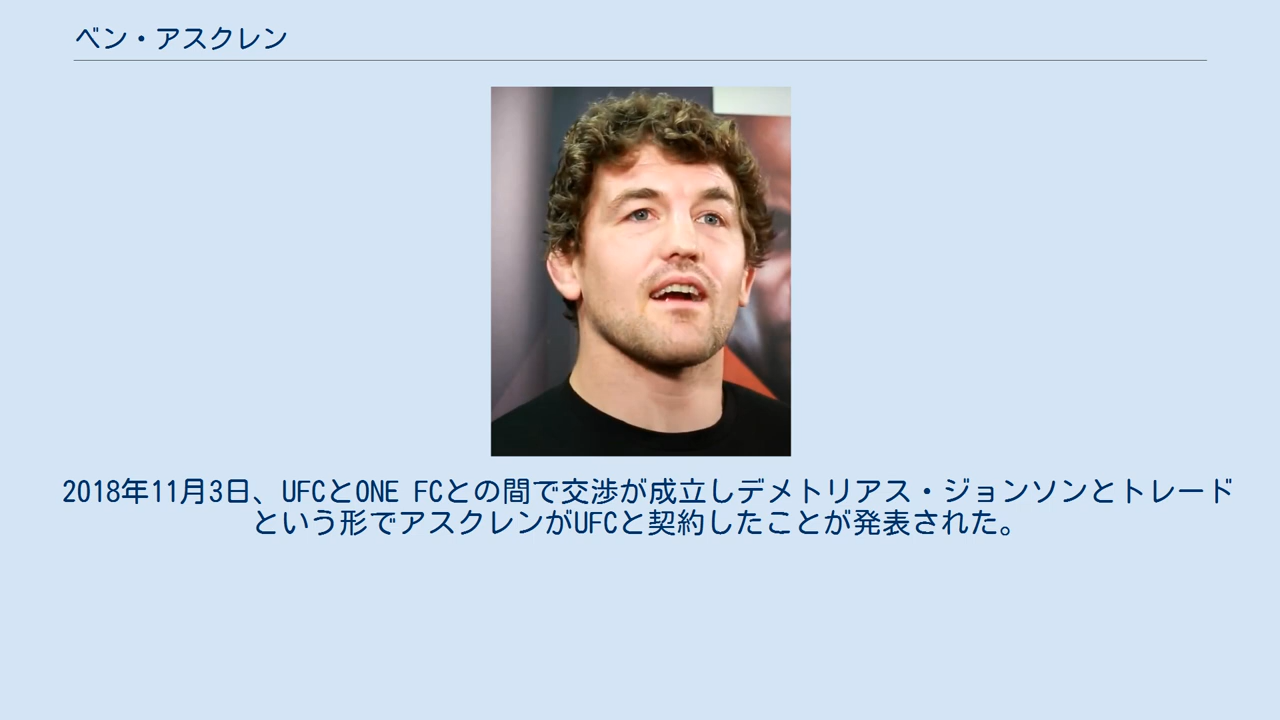 ベン・アスクレン
2018年11月3日、UFCとONE FCとの間で交渉が成立しデメトリアス・ジョンソンとトレード
という形でアスクレンがUFCと契約したことが発表された。